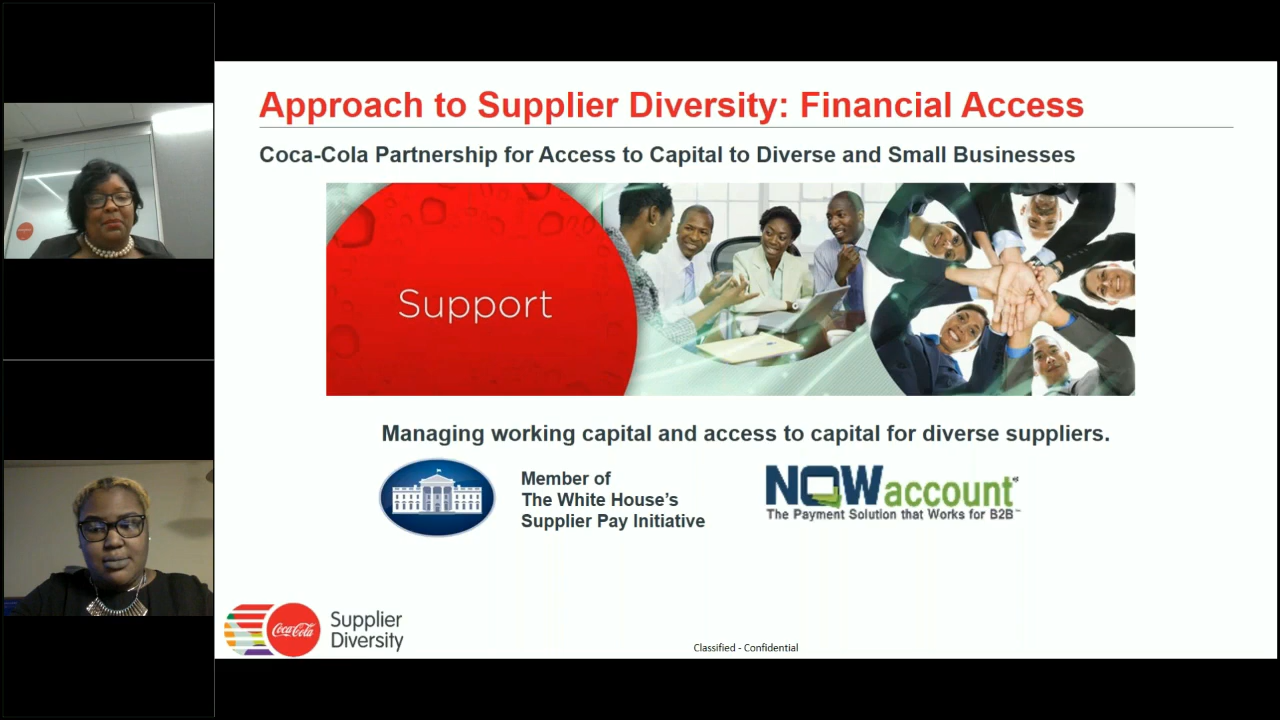 Approach to Supplier Diversity: Financial Access
Coca-Cola Partnership for Access to Capital to Diverse and Small Businesses
Support
Managing working capital and access to capital for diverse suppliers.
Member of
The White House's
Supplier Pay Initiative
NOWaccount
The Payment Solution that Works for B2B™
Coca-Cola
Supplier
Diversity
Classified - Confidential